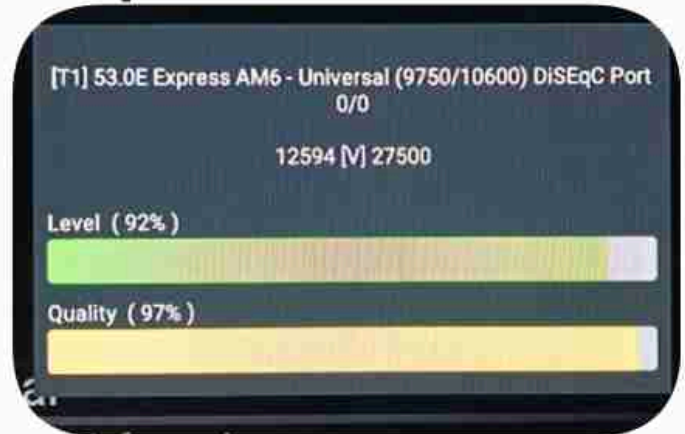 [T1] 53.0E Express AM6 - Universal (9750/10600) DiSEqC Port
0/0
12594 [V] 27500
Level ( 92% )
Quality ( 97% )